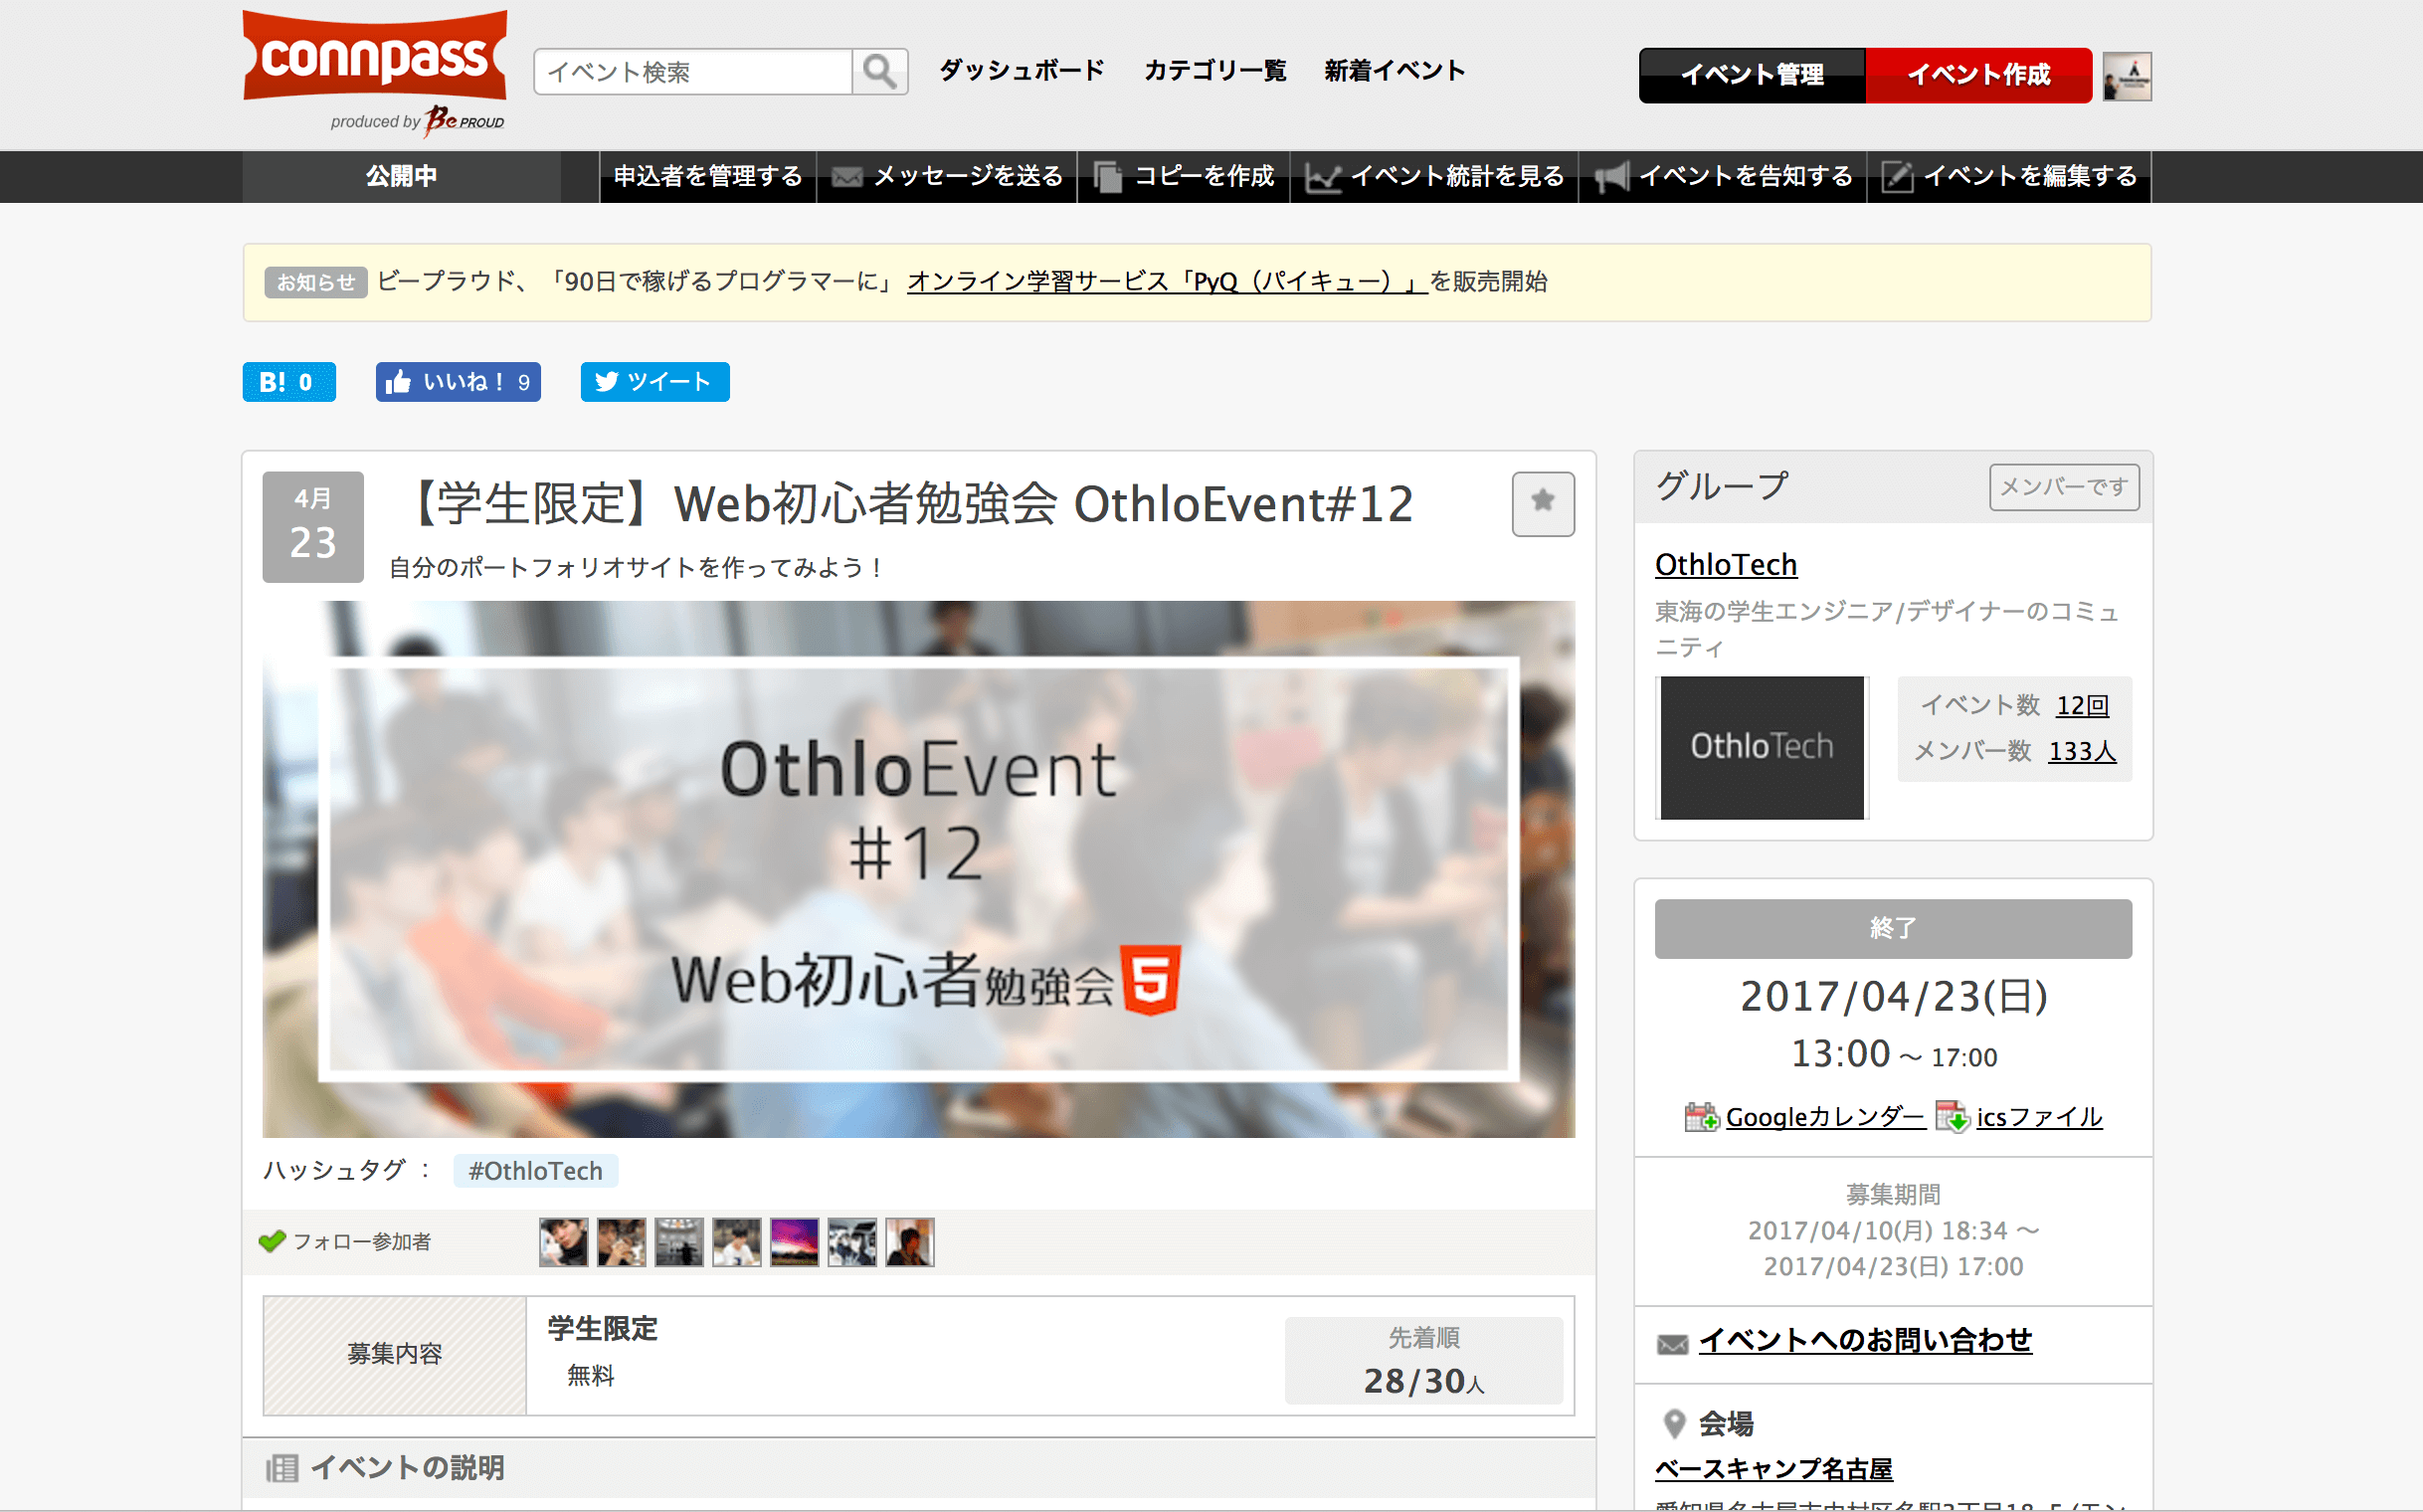 connpass
produced by Be PROUD
イベント検索
ダッシュボード
カテゴリ一覧
新着イベント
イベント管理
イベント作成
公開中
申込者を管理する
メッセージを送る
コピーを作成
イベント統計を見る
イベントを告知する
イベントを編集する
お知らせ ビープラウド、「90日で稼げるプログラマーに」 オンライン学習サービス「PyQ（パイキュー）」を販売開始
B! 0
いいね！ 9
ツイート
4月
23
【学生限定】Web初心者勉強会 OthloEvent#12
自分のポートフォリオサイトを作ってみよう！
OthloEvent
#12
Web初心者勉強会 5
ハッシュタグ ： #OthloTech
フォロー参加者
募集内容
学生限定
無料
先着順
28/30人
イベントの説明
グループ
メンバーです
OthloTech
東海の学生エンジニア/デザイナーのコミュ
ニティ
OthloTech
イベント数 12回
メンバー数 133人
終了
2017/04/23(日)
13:00 ～ 17:00
Googleカレンダー icsファイル
募集期間
2017/04/10(月) 18:34 ～
2017/04/23(日) 17:00
イベントへのお問い合わせ
会場
ベースキャンプ名古屋